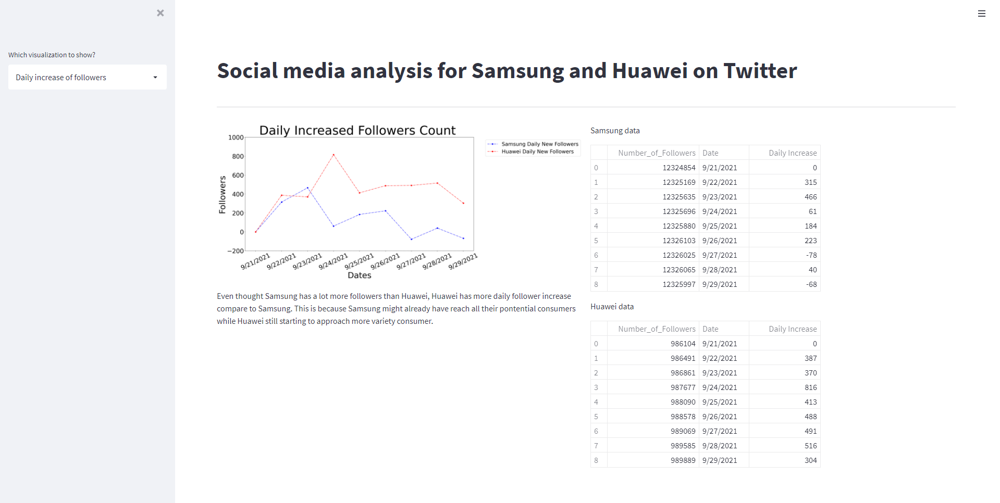 ×
Which visualization to show?
Daily increase of followers
Social media analysis for Samsung and Huawei on Twitter
Daily Increased Followers Count
1000
800
600
400
200
0
−200
Followers
9/21/2021 9/22/2021 9/23/2021 9/24/2021 9/25/2021 9/26/2021 9/27/2021 9/28/2021 9/29/2021
Dates
Samsung Daily New Followers
Huawei Daily New Followers
Even thought Samsung has a lot more followers than Huawei, Huawei has more daily follower increase
compare to Samsung. This is because Samsung might already have reach all their pontential consumers
while Huawei still starting to approach more variety consumer.
Samsung data
Number_of_Followers Date Daily Increase
0 12324854 9/21/2021 0
1 12325169 9/22/2021 315
2 12325635 9/23/2021 466
3 12325696 9/24/2021 61
4 12325880 9/25/2021 184
5 12326103 9/26/2021 223
6 12326025 9/27/2021 -78
7 12326065 9/28/2021 40
8 12325997 9/29/2021 -68
Huawei data
Number_of_Followers Date Daily Increase
0 986104 9/21/2021 0
1 986491 9/22/2021 387
2 986861 9/23/2021 370
3 987677 9/24/2021 816
4 988090 9/25/2021 413
5 988578 9/26/2021 488
6 989069 9/27/2021 491
7 989585 9/28/2021 516
8 989889 9/29/2021 304